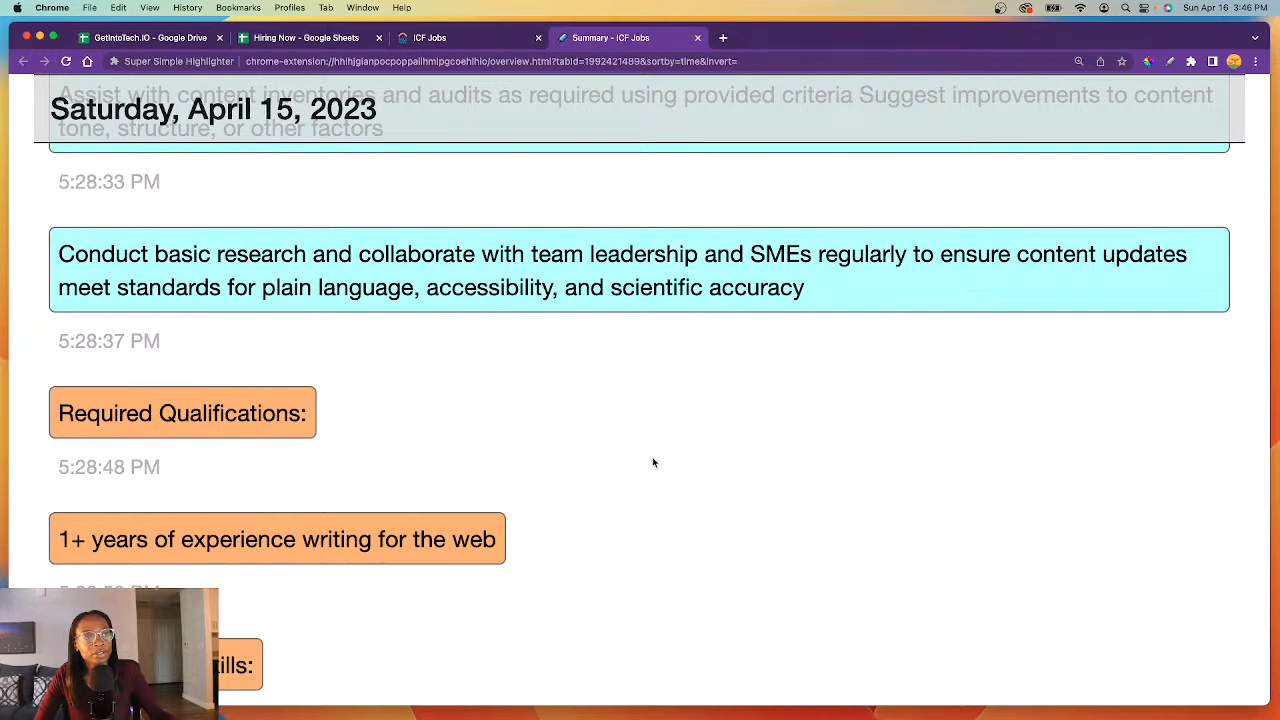 Chrome File Edit View History Bookmarks Profiles Tab Window Help Sun Apr 16 3:46 PM
GetIntoTech.IO - Google Drive Hiring Now - Google Sheets ICF Jobs Summary - ICF Jobs
Super Simple Highlighter chrome-extension://hhlhjgianpocpoppaiihmlpgcoehlhio/overview.html?tabId=1992421489&sortby=time&invert=
Assist with content inventories and audits as required using provided criteria Suggest improvements to content
Saturday, April 15, 2023
tone, structure, or other factors
5:28:33 PM
Conduct basic research and collaborate with team leadership and SMEs regularly to ensure content updates
meet standards for plain language, accessibility, and scientific accuracy
5:28:37 PM
Required Qualifications:
5:28:48 PM
1+ years of experience writing for the web
ills: